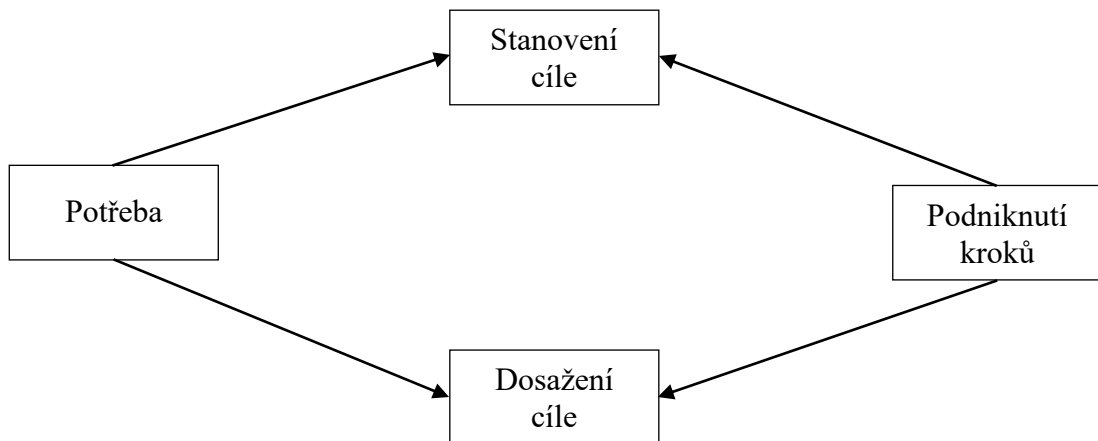 Stanovení
cíle
Potřeba
Podniknutí
kroků
Dosažení
cíle